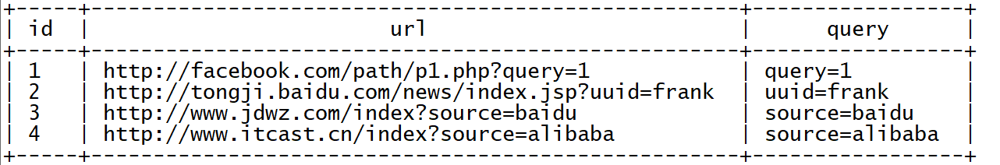 +-----+----------------------------------------------------+-----------------+
| id  |                        url                         |      query      |
+-----+----------------------------------------------------+-----------------+
| 1   | http://facebook.com/path/p1.php?query=1            | query=1         |
| 2   | http://tongji.baidu.com/news/index.jsp?uuid=frank  | uuid=frank      |
| 3   | http://www.jdwz.com/index?source=baidu             | source=baidu    |
| 4   | http://www.itcast.cn/index?source=alibaba          | source=alibaba  |
+-----+----------------------------------------------------+-----------------+